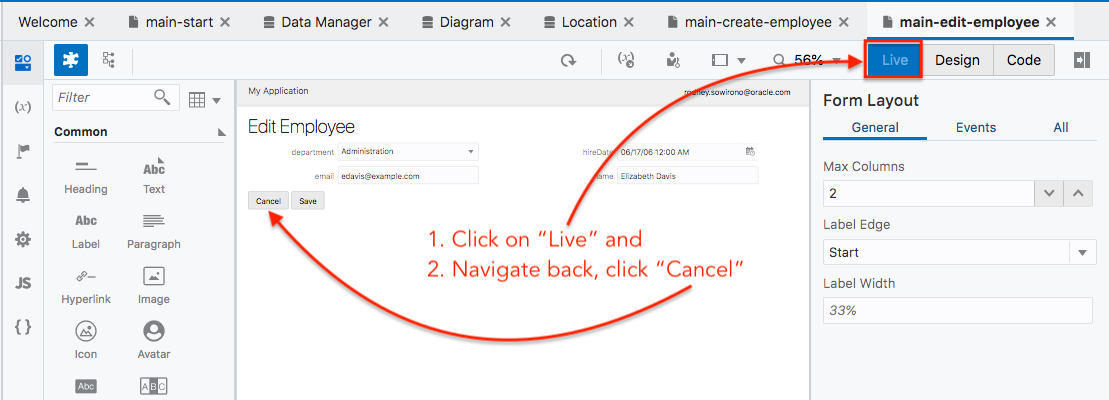 Welcome main-start Data Manager Diagram Location main-create-employee main-edit-employee
56% Live Design Code
(x)
JS
{ }
Filter
Common
Heading Abc Text
Abc Label Paragraph
Hyperlink Image
Icon Avatar
Abc ABC
My Application rodney.sowirono@oracle.com
Edit Employee
department Administration hireDate 06/17/06 12:00 AM
email edavis@example.com name Elizabeth Davis
Cancel Save
1. Click on “Live” and
2. Navigate back, click “Cancel”
Form Layout
General Events All
Max Columns
2
Label Edge
Start
Label Width
33%